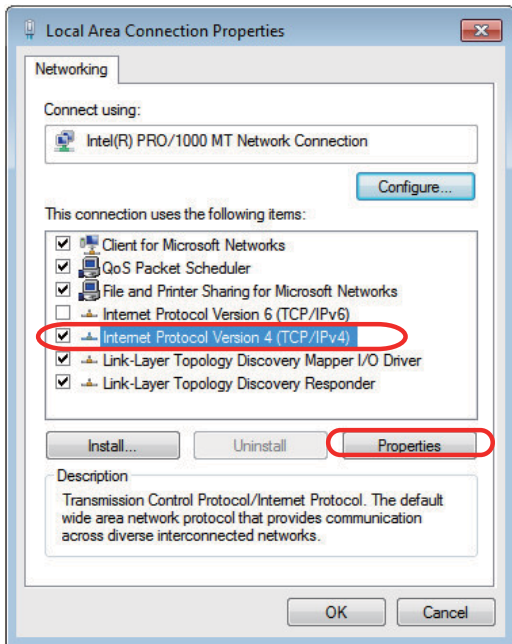 Local Area Connection Properties
Networking
Connect using:
Intel(R) PRO/1000 MT Network Connection
Configure...
This connection uses the following items:
Client for Microsoft Networks
QoS Packet Scheduler
File and Printer Sharing for Microsoft Networks
Internet Protocol Version 6 (TCP/IPv6)
Internet Protocol Version 4 (TCP/IPv4)
Link-Layer Topology Discovery Mapper I/O Driver
Link-Layer Topology Discovery Responder
Install... Uninstall Properties
Description
Transmission Control Protocol/Internet Protocol. The default
wide area network protocol that provides communication
across diverse interconnected networks.
OK Cancel